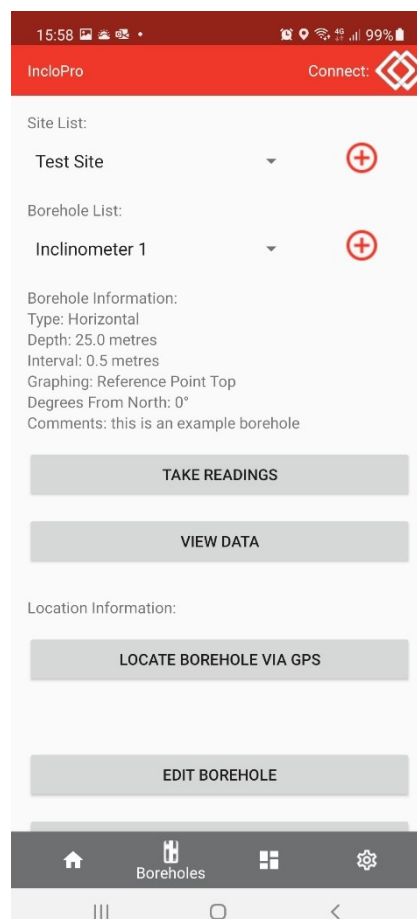 15:58 99%
IncloPro Connect:
Site List:
Test Site
Borehole List:
Inclinometer 1
Borehole Information:
Type: Horizontal
Depth: 25.0 metres
Interval: 0.5 metres
Graphing: Reference Point Top
Degrees From North: 0°
Comments: this is an example borehole
TAKE READINGS
VIEW DATA
Location Information:
LOCATE BOREHOLE VIA GPS
EDIT BOREHOLE
Boreholes